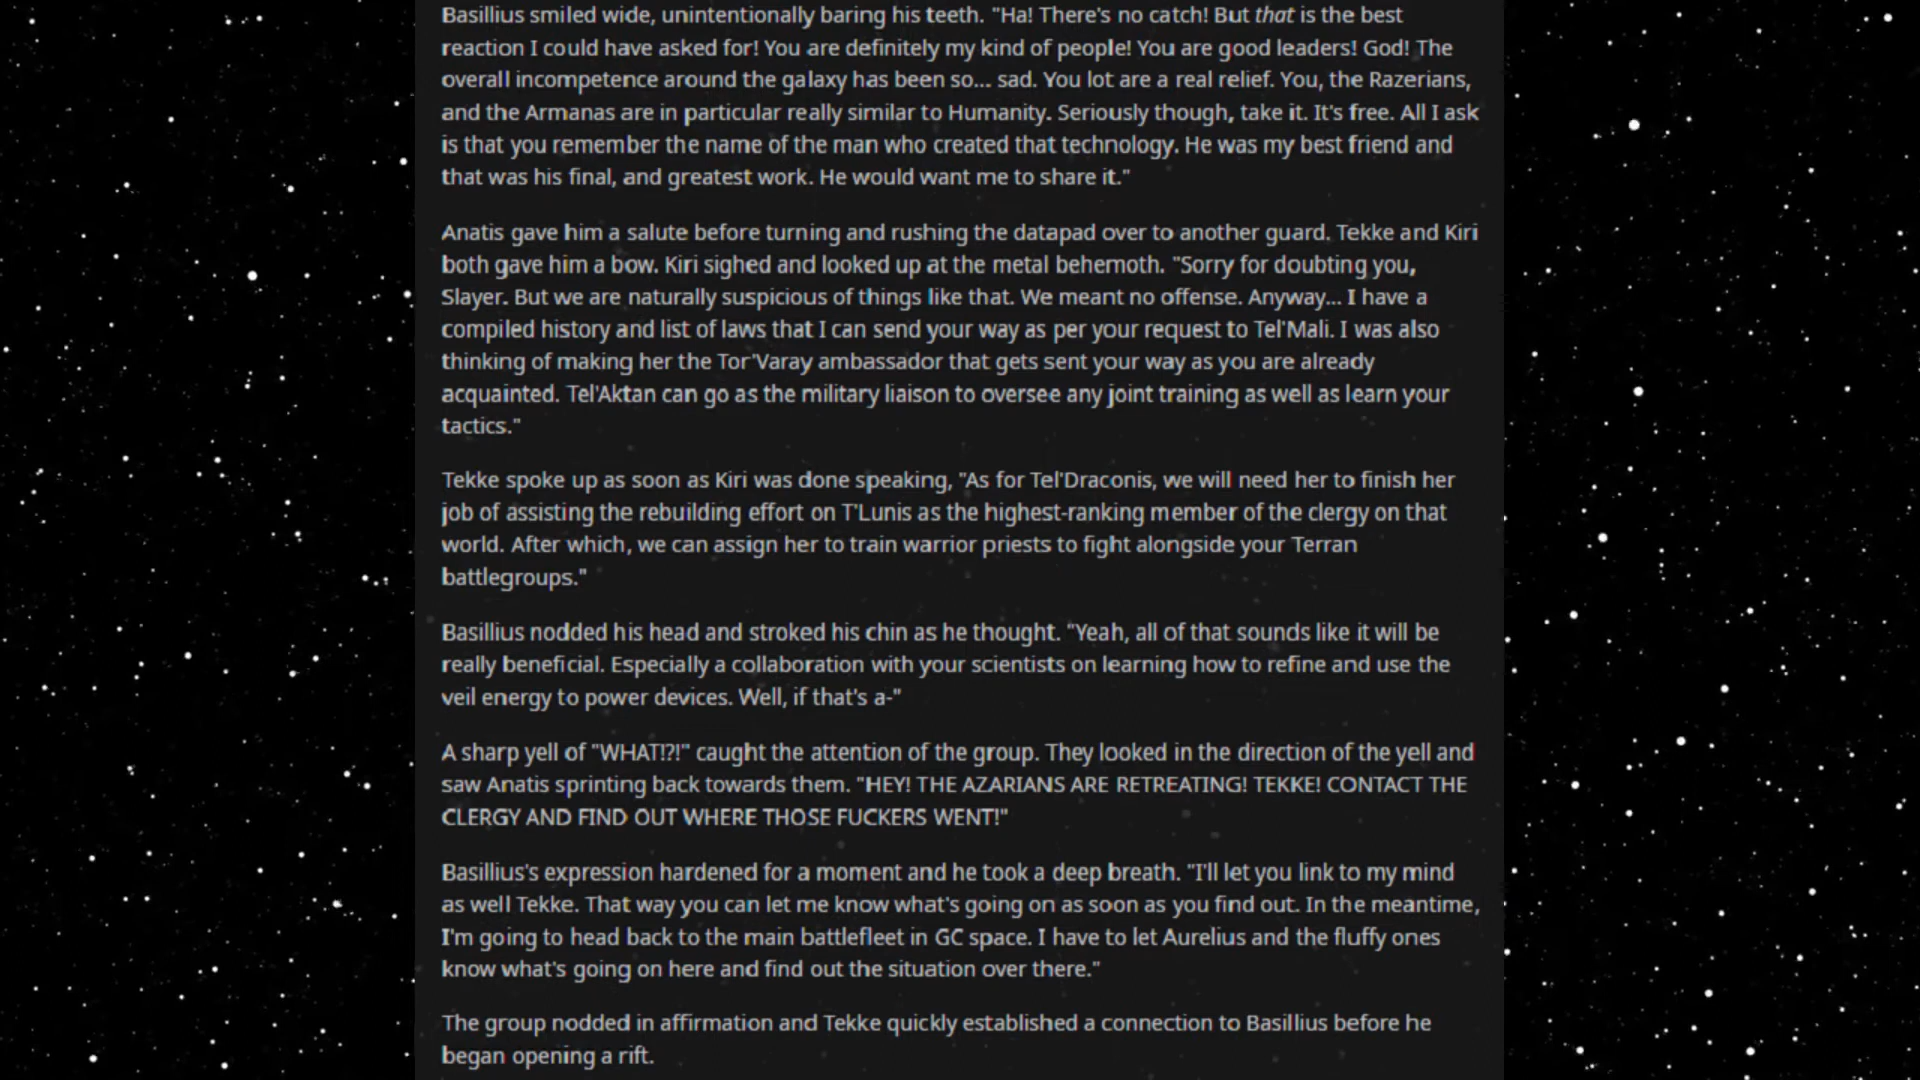 Basillius smiled wide, unintentionally baring his teeth. "Ha! There's no catch! But that is the best
reaction I could have asked for! You are definitely my kind of people! You are good leaders! God! The
overall incompetence around the galaxy has been so... sad. You lot are a real relief. You, the Razerians,
and the Armanas are in particular really similar to Humanity. Seriously though, take it. It's free. All I ask
is that you remember the name of the man who created that technology. He was my best friend and
that was his final, and greatest work. He would want me to share it."
Anatis gave him a salute before turning and rushing the datapad over to another guard. Tekke and Kiri
both gave him a bow. Kiri sighed and looked up at the metal behemoth. "Sorry for doubting you,
Slayer. But we are naturally suspicious of things like that. We meant no offense. Anyway... I have a
compiled history and list of laws that I can send your way as per your request to Tel'Mali. I was also
thinking of making her the Tor'Varay ambassador that gets sent your way as you are already
acquainted. Tel'Aktan can go as the military liaison to oversee any joint training as well as learn your
tactics."
Tekke spoke up as soon as Kiri was done speaking, "As for Tel'Draconis, we will need her to finish her
job of assisting the rebuilding effort on T'Lunis as the highest-ranking member of the clergy on that
world. After which, we can assign her to train warrior priests to fight alongside your Terran
battlegroups."
Basillius nodded his head and stroked his chin as he thought. "Yeah, all of that sounds like it will be
really beneficial. Especially a collaboration with your scientists on learning how to refine and use the
veil energy to power devices. Well, if that's a-"
A sharp yell of "WHAT!?!" caught the attention of the group. They looked in the direction of the yell and
saw Anatis sprinting back towards them. "HEY! THE AZARIANS ARE RETREATING! TEKKE! CONTACT THE
CLERGY AND FIND OUT WHERE THOSE FUCKERS WENT!"
Basillius's expression hardened for a moment and he took a deep breath. "I'll let you link to my mind
as well Tekke. That way you can let me know what's going on as soon as you find out. In the meantime,
I'm going to head back to the main battlefleet in GC space. I have to let Aurelius and the fluffy ones
know what's going on here and find out the situation over there."
The group nodded in affirmation and Tekke quickly established a connection to Basillius before he
began opening a rift.